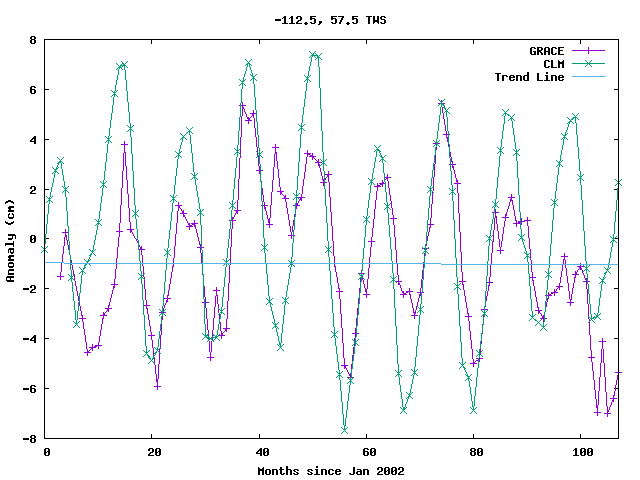 -112.5, 57.5 TWS
GRACE
CLM
Trend Line
8
6
4
2
0
-2
-4
-6
-8
Anomaly (cm)
0 20 40 60 80 100
Months since Jan 2002